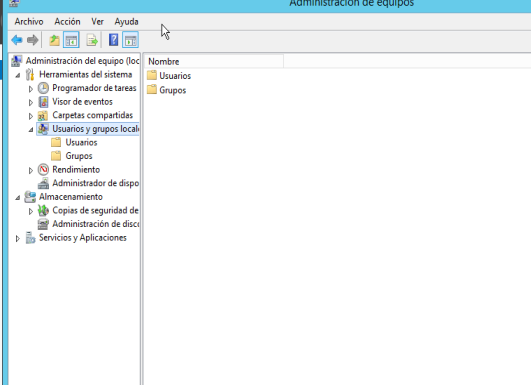 Administración de equipos
Archivo Acción Ver Ayuda
Administración del equipo (loc
Herramientas del sistema
Programador de tareas
Visor de eventos
Carpetas compartidas
Usuarios y grupos locale
Usuarios
Grupos
Rendimiento
Administrador de dispo
Almacenamiento
Copias de seguridad de
Administración de disco
Servicios y Aplicaciones
Nombre
Usuarios
Grupos